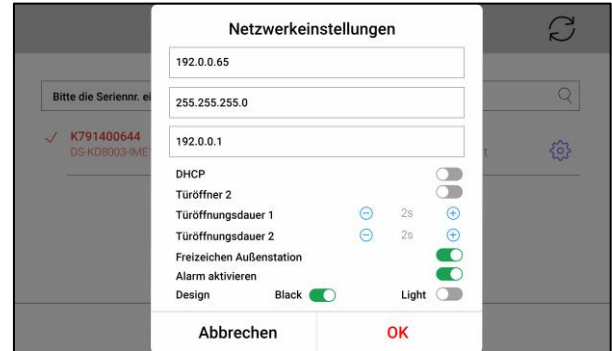 Netzwerkeinstellungen
192.0.0.65
Bitte die Seriennr. ei
255.255.255.0
K791400644
DS-KD8003-IME
192.0.0.1
DHCP
Türöffner 2
Türöffnungsdauer 1 2s
Türöffnungsdauer 2 2s
Freizeichen Außenstation
Alarm aktivieren
Design Black Light
Abbrechen OK